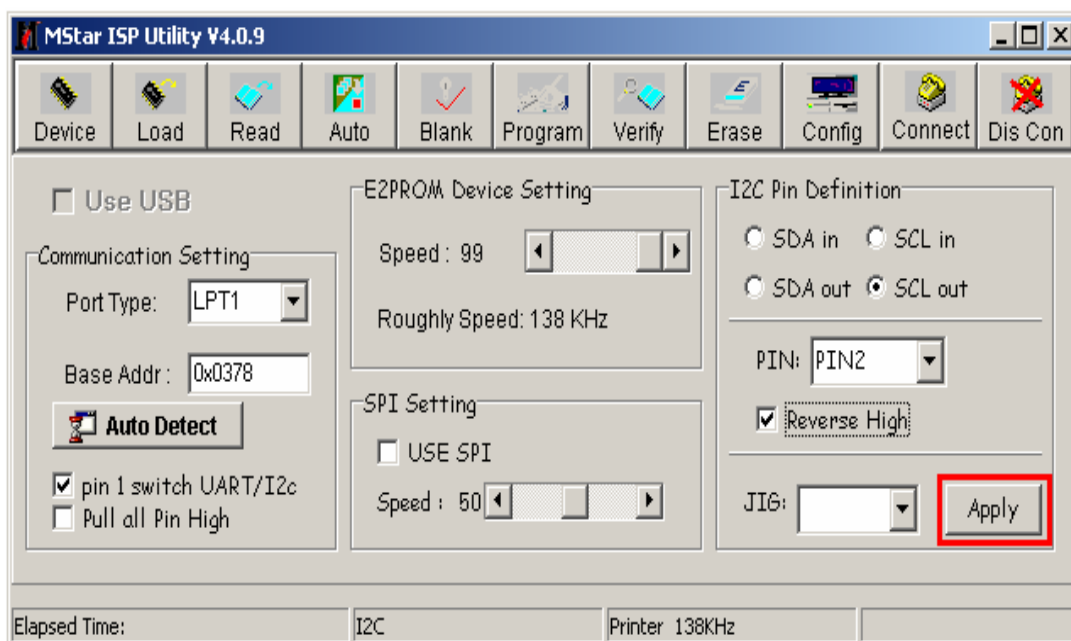 MStar ISP Utility V4.0.9
Device Load Read Auto Blank Program Verify Erase Config Connect Dis Con
Use USB
Communication Setting
Port Type: LPT1
Base Addr : 0x0378
Auto Detect
pin 1 switch UART/I2c
Pull all Pin High
E2PROM Device Setting
Speed : 99
Roughly Speed: 138 KHz
SPI Setting
USE SPI
Speed : 50
I2C Pin Definition
SDA in SCL in
SDA out SCL out
PIN: PIN2
Reverse High
JIG: Apply
Elapsed Time: I2C Printer 138KHz